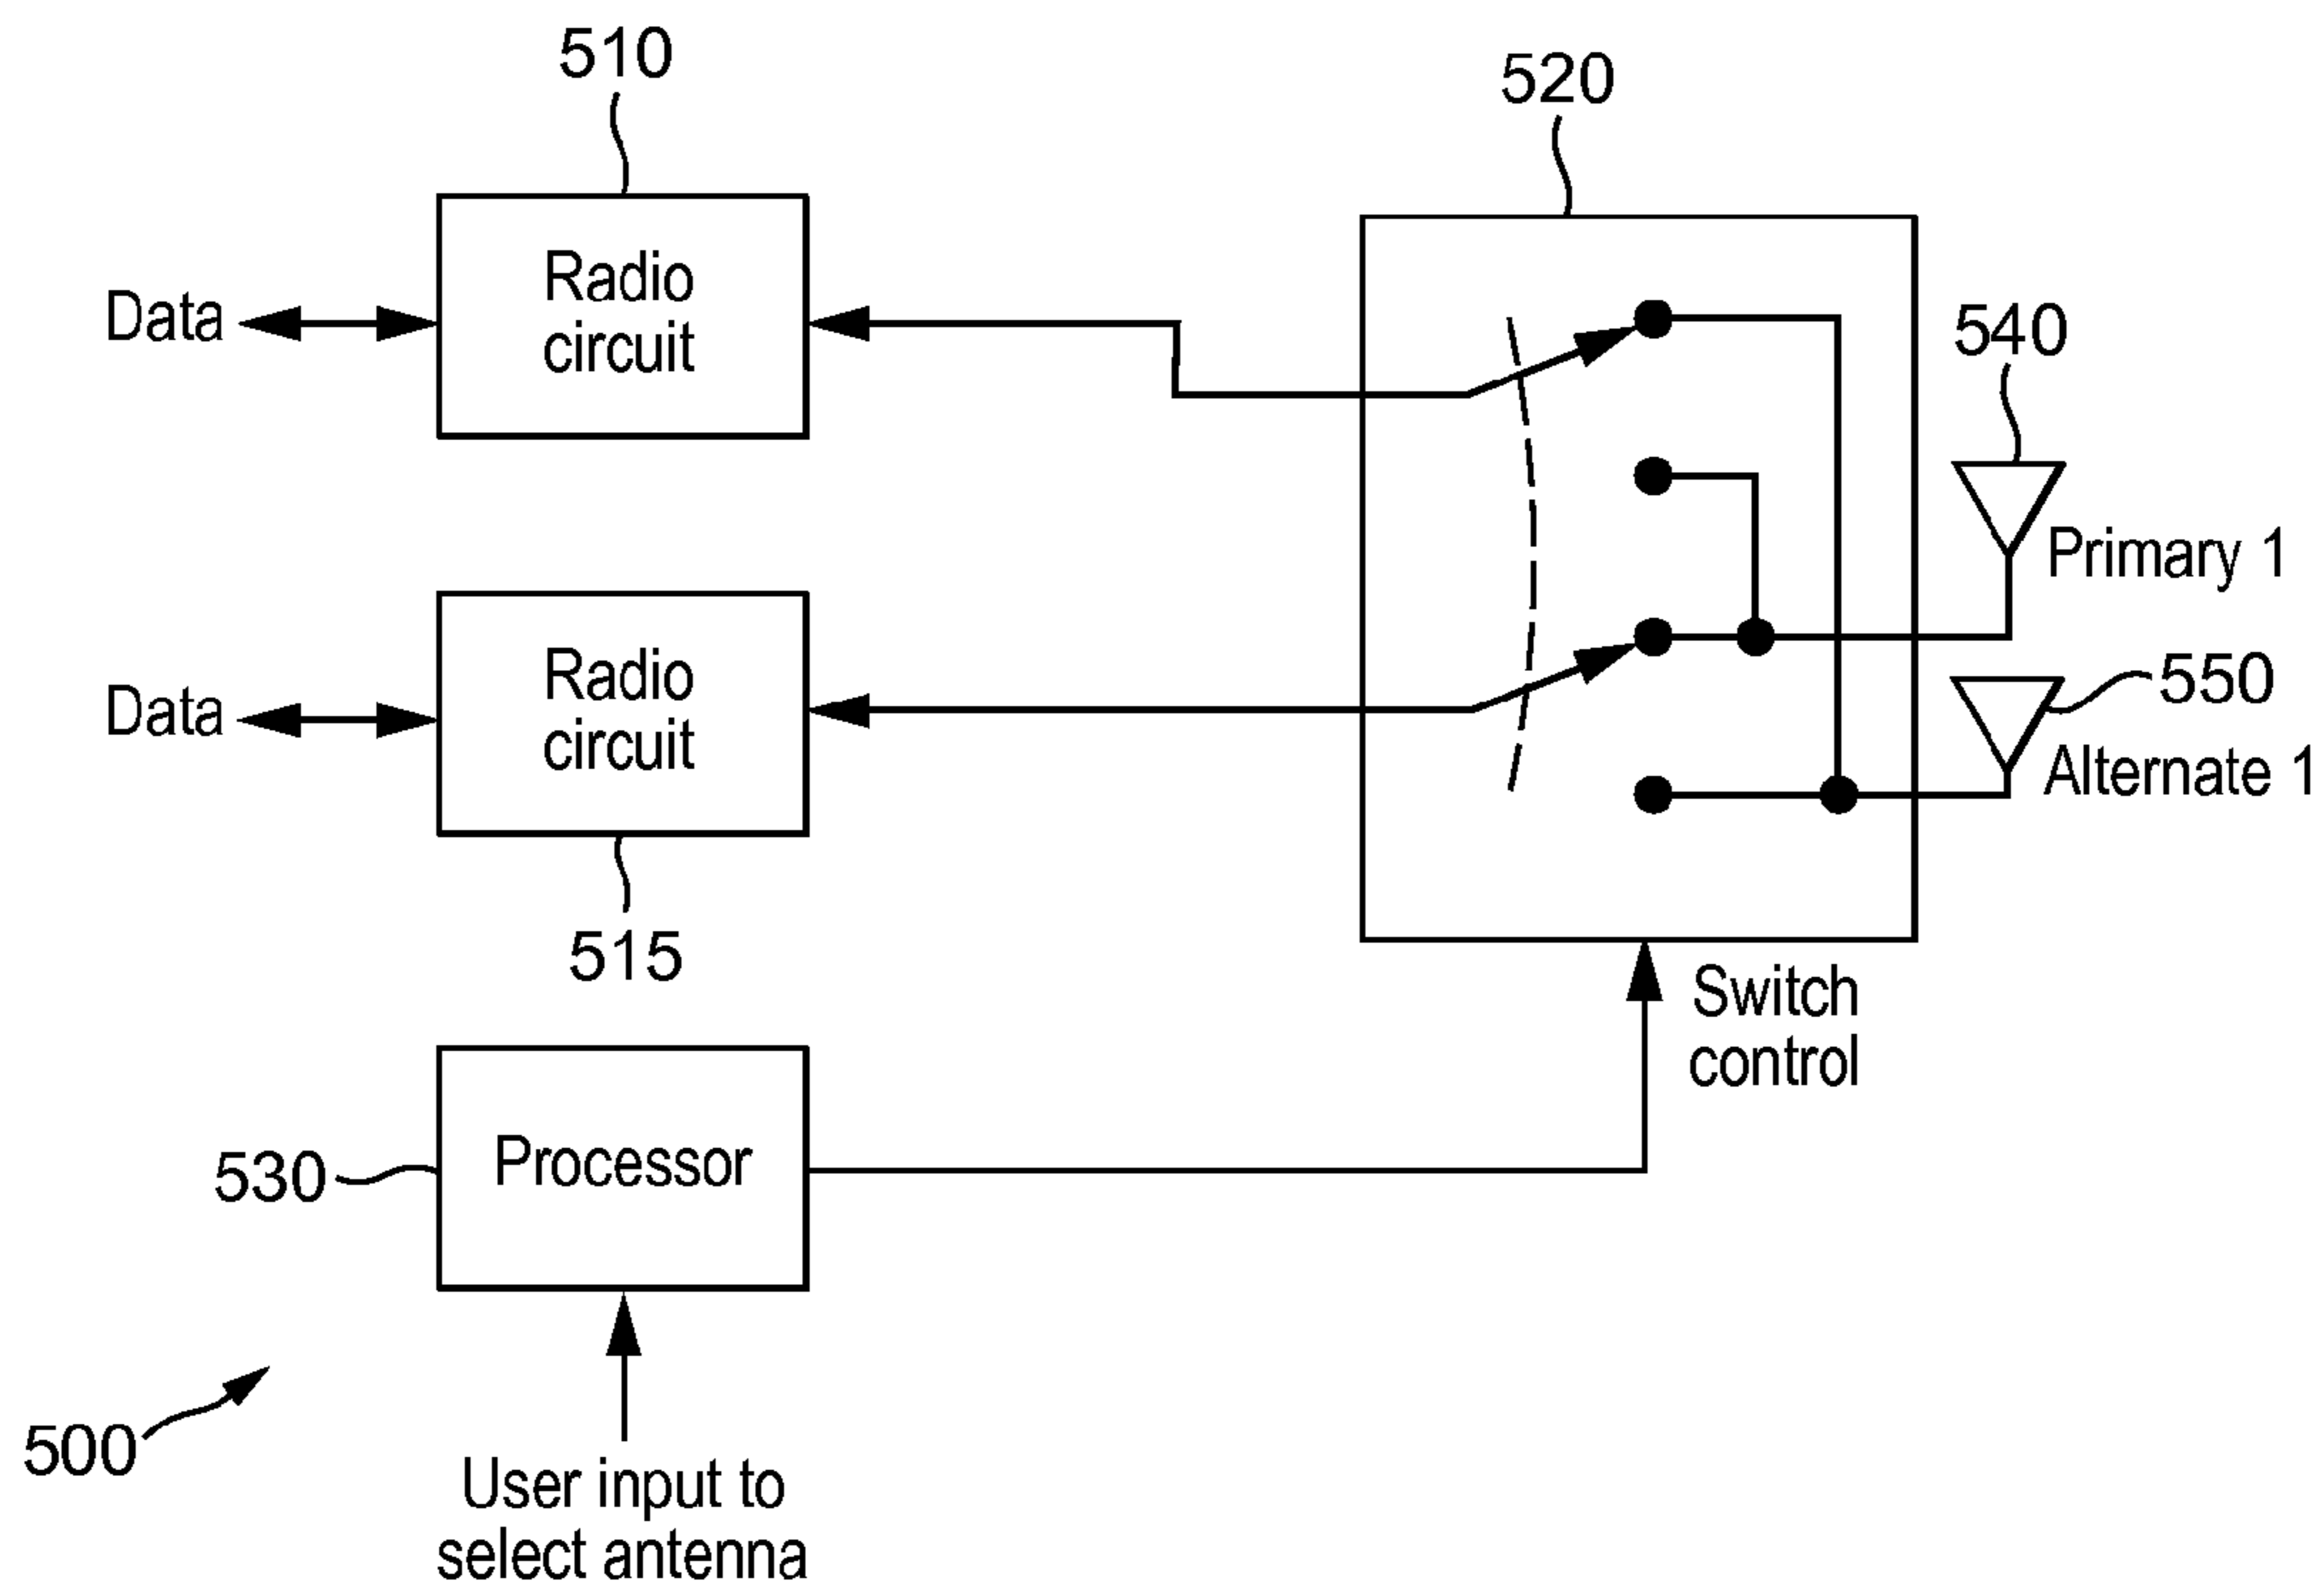 510
520
Radio
circuit
Data
540
Primary 1
Radio
circuit
Data
550
Alternate 1
515
Switch
control
Processor
530
500
User input to
select antenna